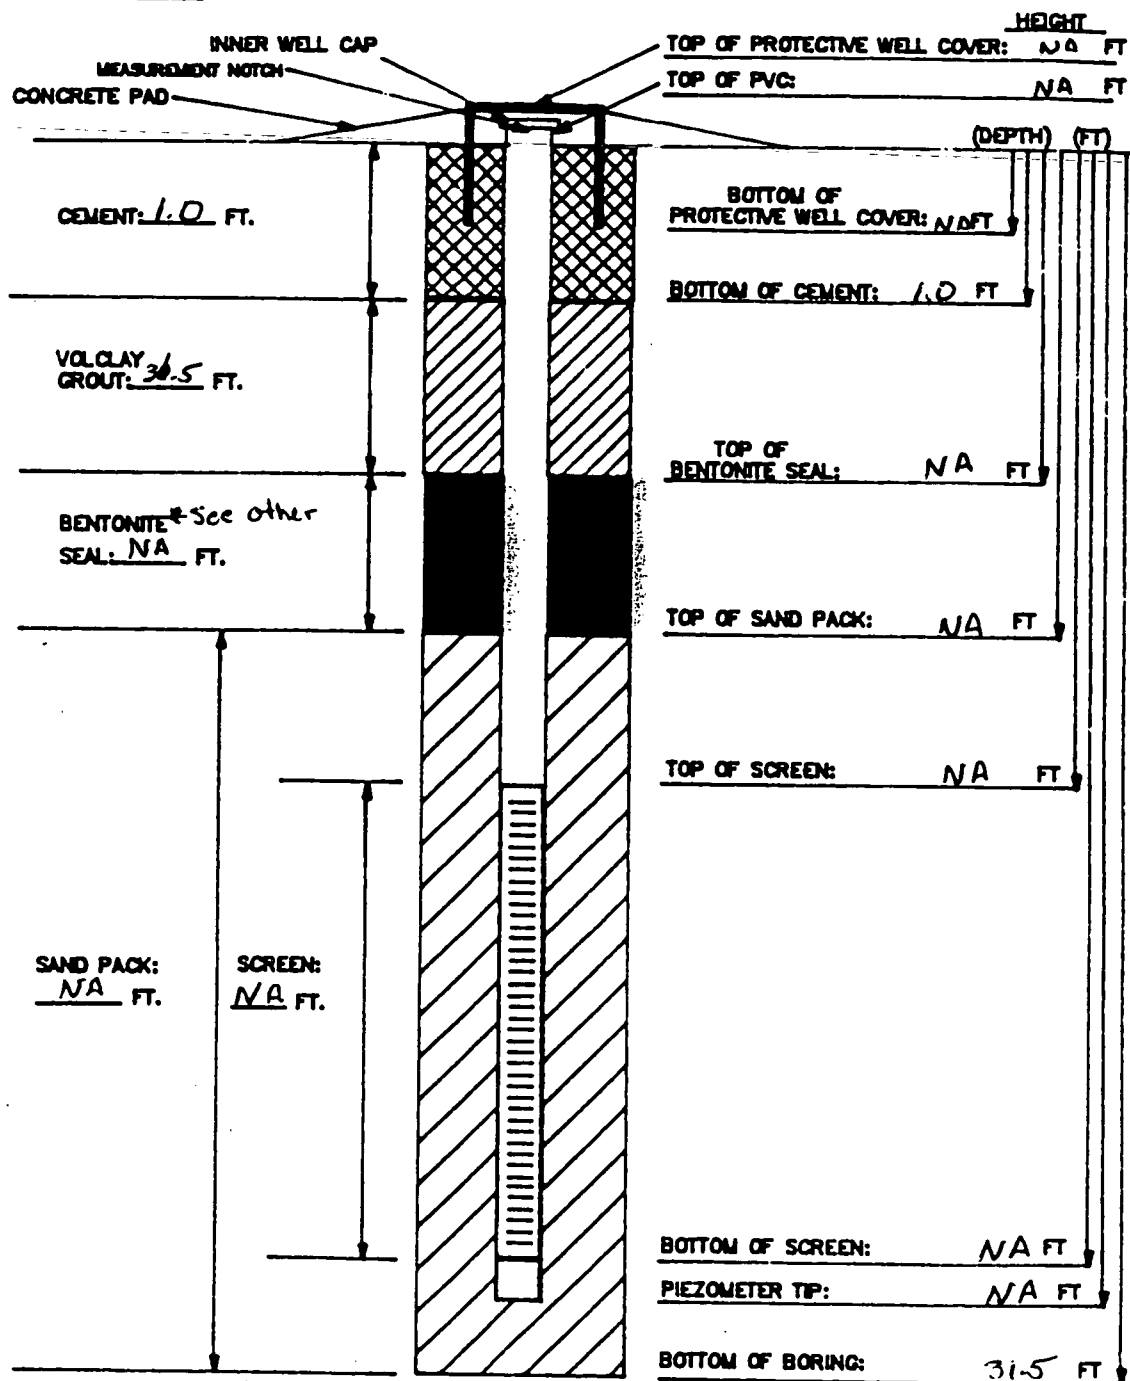 HEIGHT
INNER WELL CAP
TOP OF PROTECTIVE WELL COVER: NA FT
MEASUREMENT NOTCH
TOP OF PVC: NA FT
CONCRETE PAD
(DEPTH) (FT)
CEMENT: 1.0 FT.
BOTTOM OF
PROTECTIVE WELL COVER: NA FT
BOTTOM OF CEMENT: 1.0 FT
VOLCLAY
GROUT: FT.
TOP OF
BENTONITE SEAL: NA FT
BENTONITE * See other
SEAL: NA FT.
TOP OF SAND PACK: NA FT
TOP OF SCREEN: NA FT
SAND PACK:
NA FT.
SCREEN:
NA FT.
BOTTOM OF SCREEN: NA FT
PIEZOMETER TIP: NA FT
BOTTOM OF BORING: 31.5 FT